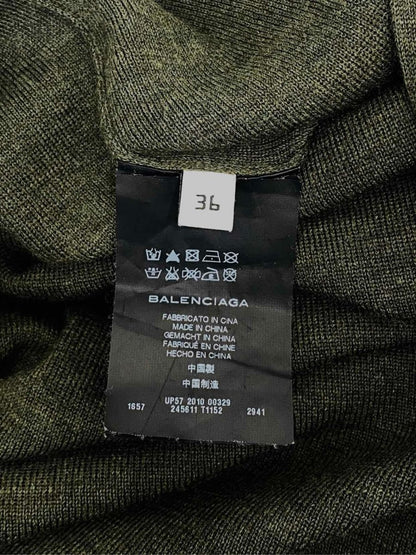 36
BALENCIAGA
FABBRICATO IN CINA
MADE IN CHINA
GEMACHT IN CHINA
FABRIQUÉ EN CHINE
HECHO EN CHINA
中国製
中国制造
UP57 2010 00329
1657 245611 T1152 2941